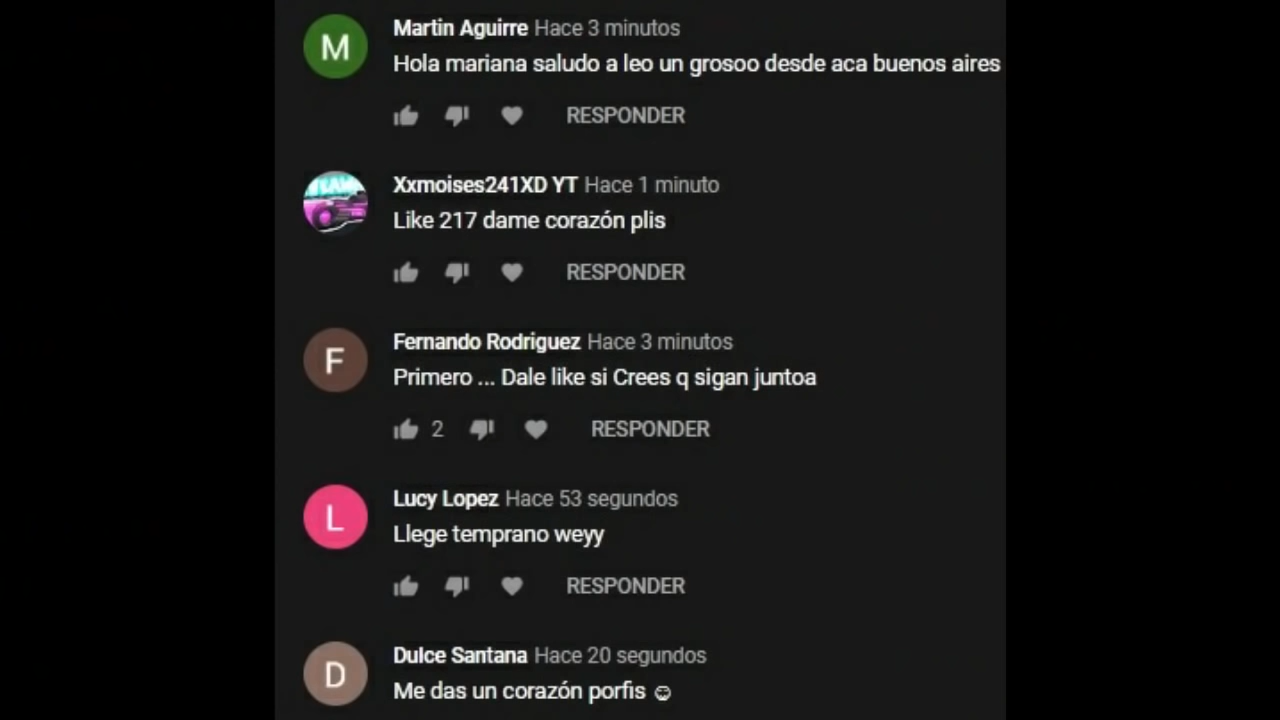 M
Martin Aguirre Hace 3 minutos
Hola mariana saludo a leo un grosoo desde aca buenos aires
RESPONDER
Xxmoises241XD YT Hace 1 minuto
Like 217 dame corazón plis
RESPONDER
F
Fernando Rodriguez Hace 3 minutos
Primero ... Dale like si Crees q sigan juntoa
2 RESPONDER
L
Lucy Lopez Hace 53 segundos
Llege temprano weyy
RESPONDER
D
Dulce Santana Hace 20 segundos
Me das un corazón porfis 😊